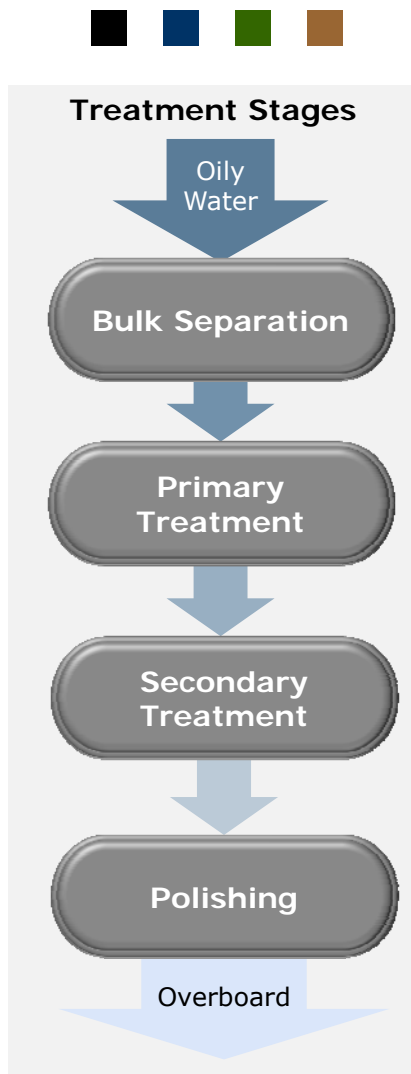 Treatment Stages
Oily
Water
Bulk Separation
Primary
Treatment
Secondary
Treatment
Polishing
Overboard